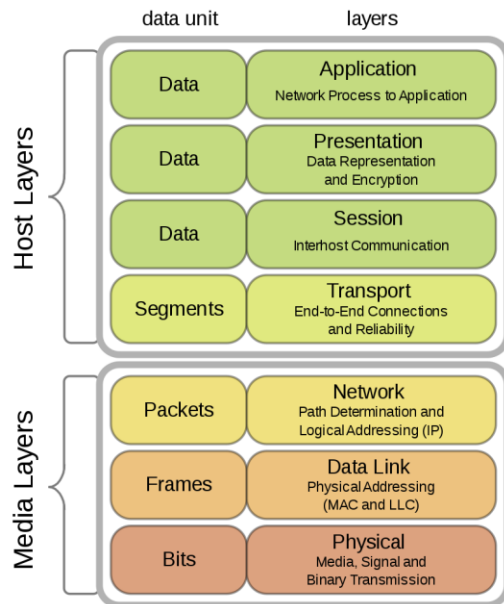 data unit
layers
Host Layers
Data
Application
Network Process to Application
Data
Presentation
Data Representation
and Encryption
Data
Session
Interhost Communication
Segments
Transport
End-to-End Connections
and Reliability
Media Layers
Packets
Network
Path Determination and
Logical Addressing (IP)
Frames
Data Link
Physical Addressing
(MAC and LLC)
Bits
Physical
Media, Signal and
Binary Transmission